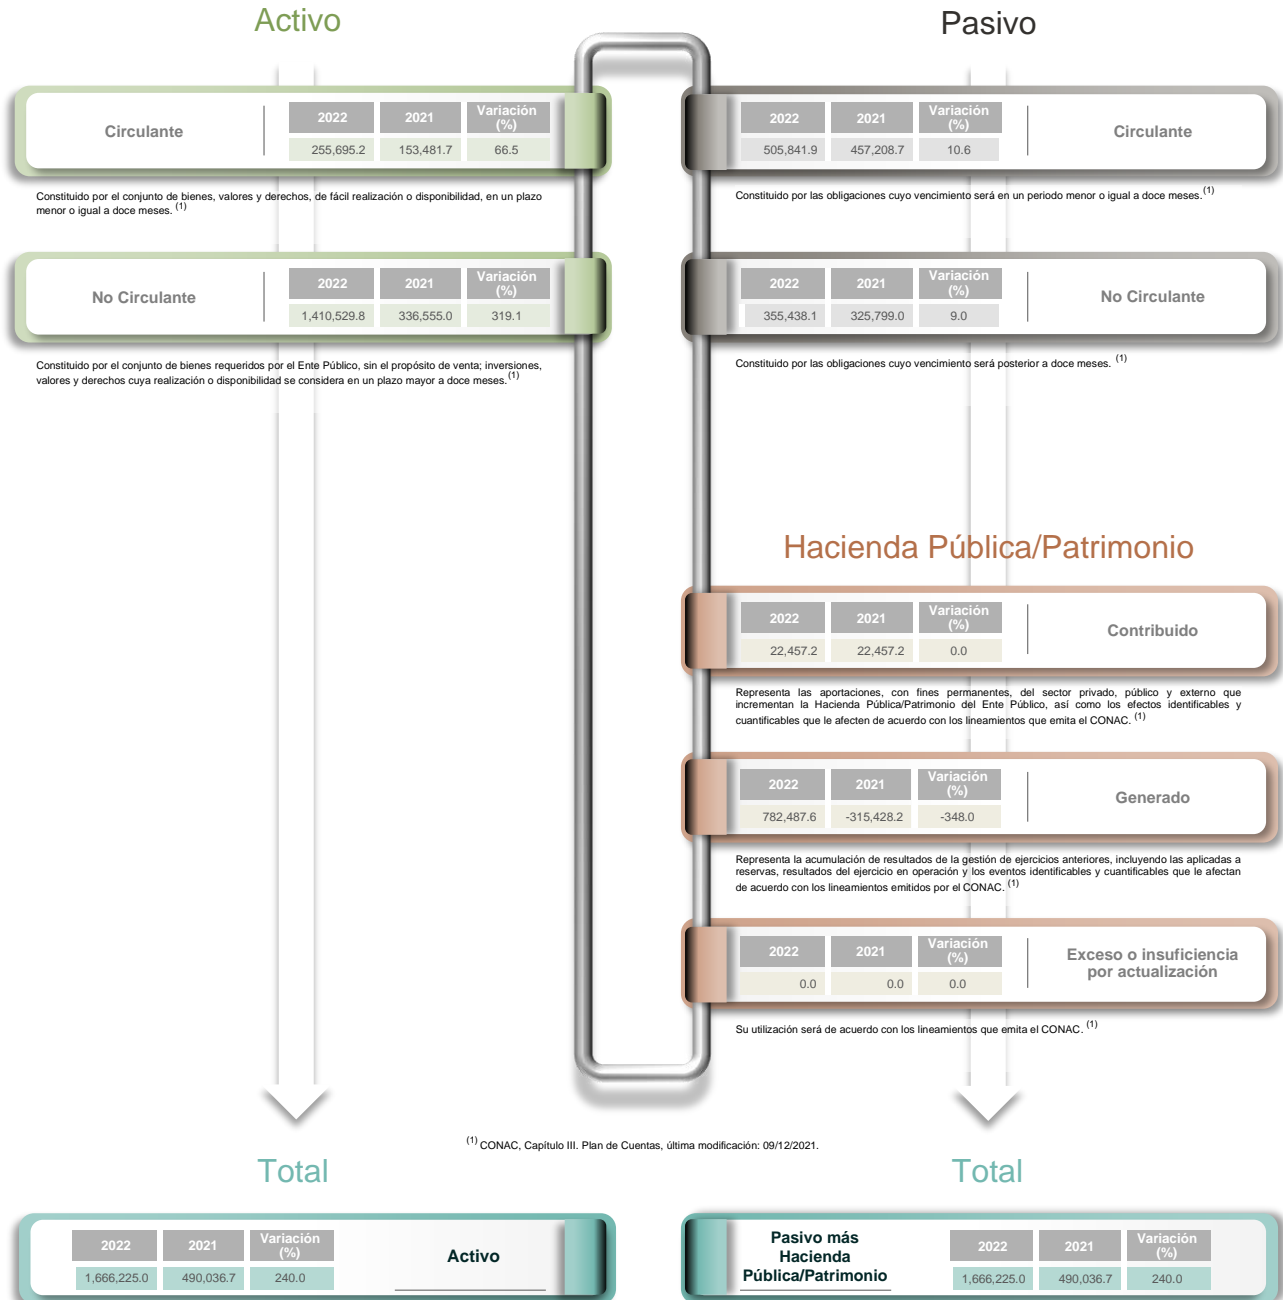 Activo
Circulante
2022 2021 Variación (%)
255,695.2 153,481.7 66.5
Constituido por el conjunto de bienes, valores y derechos, de fácil realización o disponibilidad, en un plazo
menor o igual a doce meses. (1)
No Circulante
2022 2021 Variación (%)
1,410,529.8 336,555.0 319.1
Constituido por el conjunto de bienes requeridos por el Ente Público, sin el propósito de venta; inversiones,
valores y derechos cuya realización o disponibilidad se considera en un plazo mayor a doce meses. (1)
Pasivo
2022 2021 Variación (%)
505,841.9 457,208.7 10.6
Circulante
Constituido por las obligaciones cuyo vencimiento será en un periodo menor o igual a doce meses. (1)
2022 2021 Variación (%)
355,438.1 325,799.0 9.0
No Circulante
Constituido por las obligaciones cuyo vencimiento será posterior a doce meses. (1)
Hacienda Pública/Patrimonio
2022 2021 Variación (%)
22,457.2 22,457.2 0.0
Contribuido
Representa las aportaciones, con fines permanentes, del sector privado, público y externo que
incrementan la Hacienda Pública/Patrimonio del Ente Público, así como los efectos identificables y
cuantificables que le afecten de acuerdo con los lineamientos que emita el CONAC. (1)
2022 2021 Variación (%)
782,487.6 -315,428.2 -348.0
Generado
Representa la acumulación de resultados de la gestión de ejercicios anteriores, incluyendo las aplicadas a
reservas, resultados del ejercicio en operación y los eventos identificables y cuantificables que le afectan
de acuerdo con los lineamientos emitidos por el CONAC. (1)
2022 2021 Variación (%)
0.0 0.0 0.0
Exceso o insuficiencia
por actualización
Su utilización será de acuerdo con los lineamientos que emita el CONAC. (1)
(1) CONAC, Capítulo III. Plan de Cuentas, última modificación: 09/12/2021.
Total
2022 2021 Variación (%)
1,666,225.0 490,036.7 240.0
Activo
Total
Pasivo más
Hacienda
Pública/Patrimonio
2022 2021 Variación (%)
1,666,225.0 490,036.7 240.0